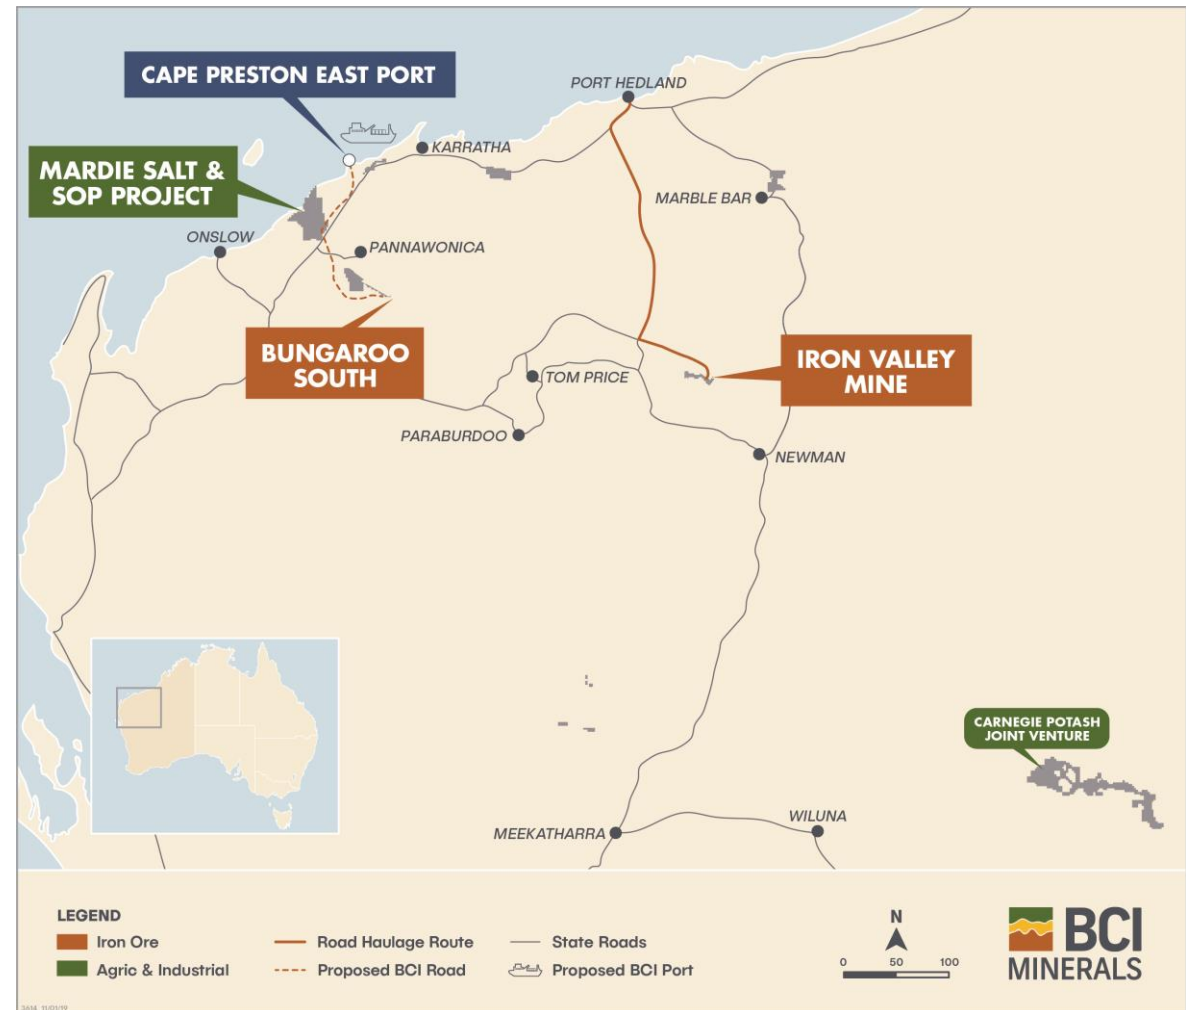 CAPE PRESTON EAST PORT
PORT HEDLAND
KARRATHA
MARDIE SALT &
SOP PROJECT
MARBLE BAR
ONSLOW
PANNAWONICA
BUNGAROO
SOUTH
IRON VALLEY
MINE
TOM PRICE
PARABURDOO
NEWMAN
CARNEGIE POTASH
JOINT VENTURE
MEEKATHARRA
WILUNA
LEGEND
Iron Ore
Agric & Industrial
Road Haulage Route
Proposed BCI Road
State Roads
Proposed BCI Port
N
0 50 100
BCI
MINERALS